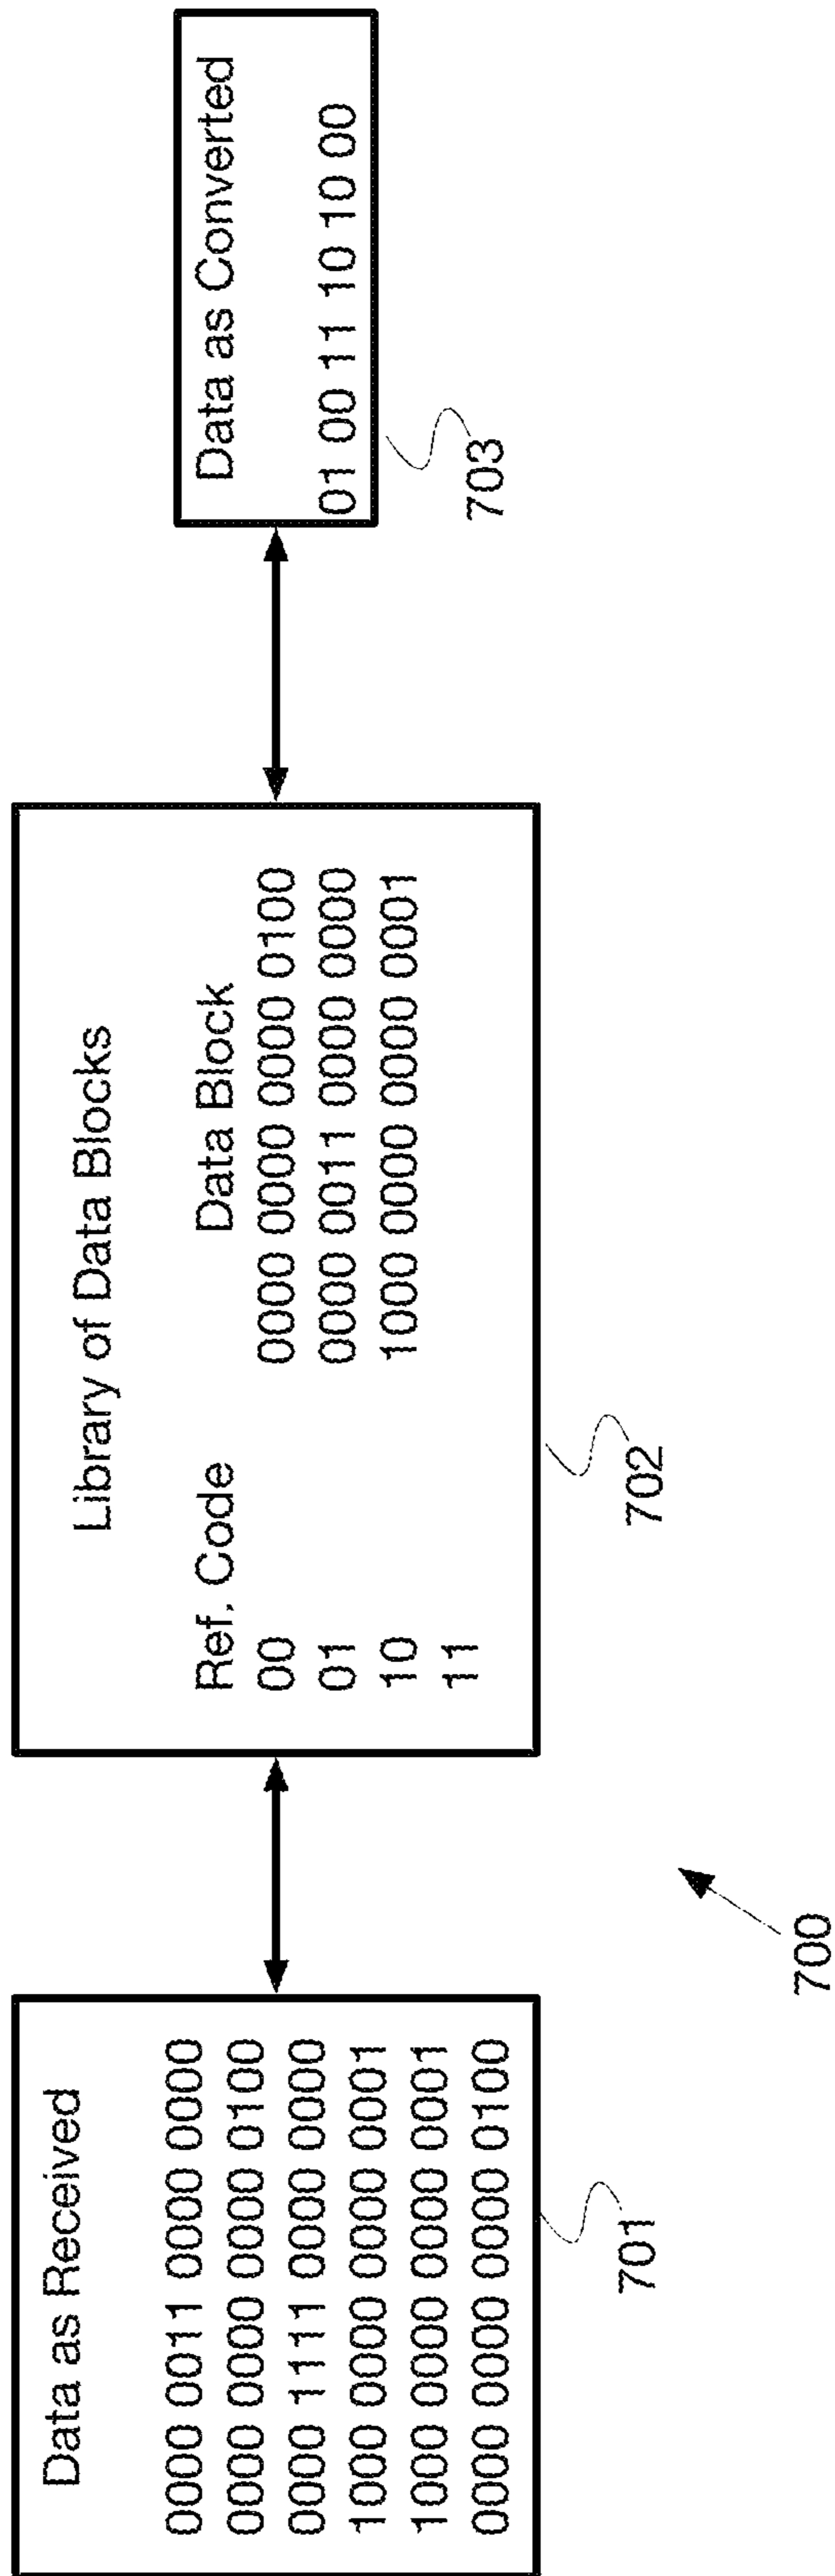 Data as Received
0000 0011 0000 0000
0000 0000 0000 0100
0000 1111 0000 0000
1000 0000 0000 0001
1000 0000 0000 0001
0000 0000 0000 0100
701
700
Library of Data Blocks
Ref. Code Data Block
00 0000 0000 0000 0100
01 0000 0011 0000 0000
10 1000 0000 0000 0001
11
702
Data as Converted
01 00 11 10 10 00
703